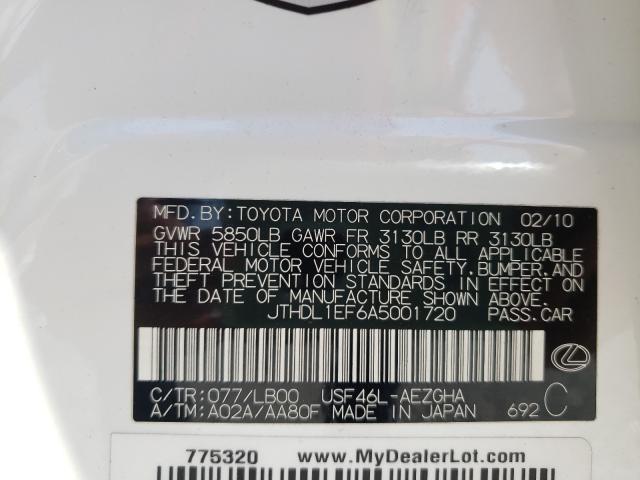 MFD. BY: TOYOTA MOTOR CORPORATION 02/10
GVWR 5850LB GAWR FR 3130LB RR 3130LB
THIS VEHICLE CONFORMS TO ALL APPLICABLE
FEDERAL MOTOR VEHICLE SAFETY, BUMPER, AND
THEFT PREVENTION STANDARDS IN EFFECT ON
THE DATE OF MANUFACTURE SHOWN ABOVE.
JTHDL1EF6A5001720 PASS.CAR
C/TR: 077/LB00 USF46L-AEZGHA
A/TM: A02A/AA80F MADE IN JAPAN 692 C
775320 www.MyDealerLot.com